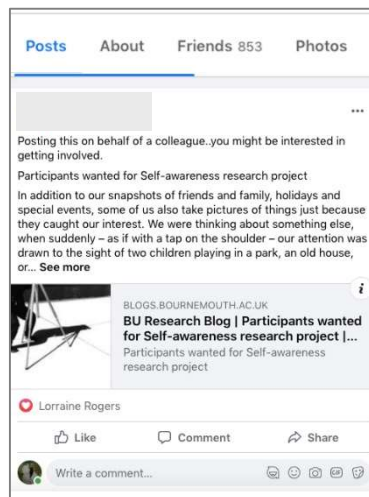 Posts About Friends 853 Photos
Posting this on behalf of a colleague..you might be interested in
getting involved.
Participants wanted for Self-awareness research project
In addition to our snapshots of friends and family, holidays and
special events, some of us also take pictures of things just because
they caught our interest. We were thinking about something else,
when suddenly – as if with a tap on the shoulder – our attention was
drawn to the sight of two children playing in a park, an old house,
or... See more
i
BLOGS.BOURNEMOUTH.AC.UK
BU Research Blog | Participants wanted
for Self-awareness research project |...
Participants wanted for Self-awareness
research project
Lorraine Rogers
Like Comment Share
Write a comment...
GIF